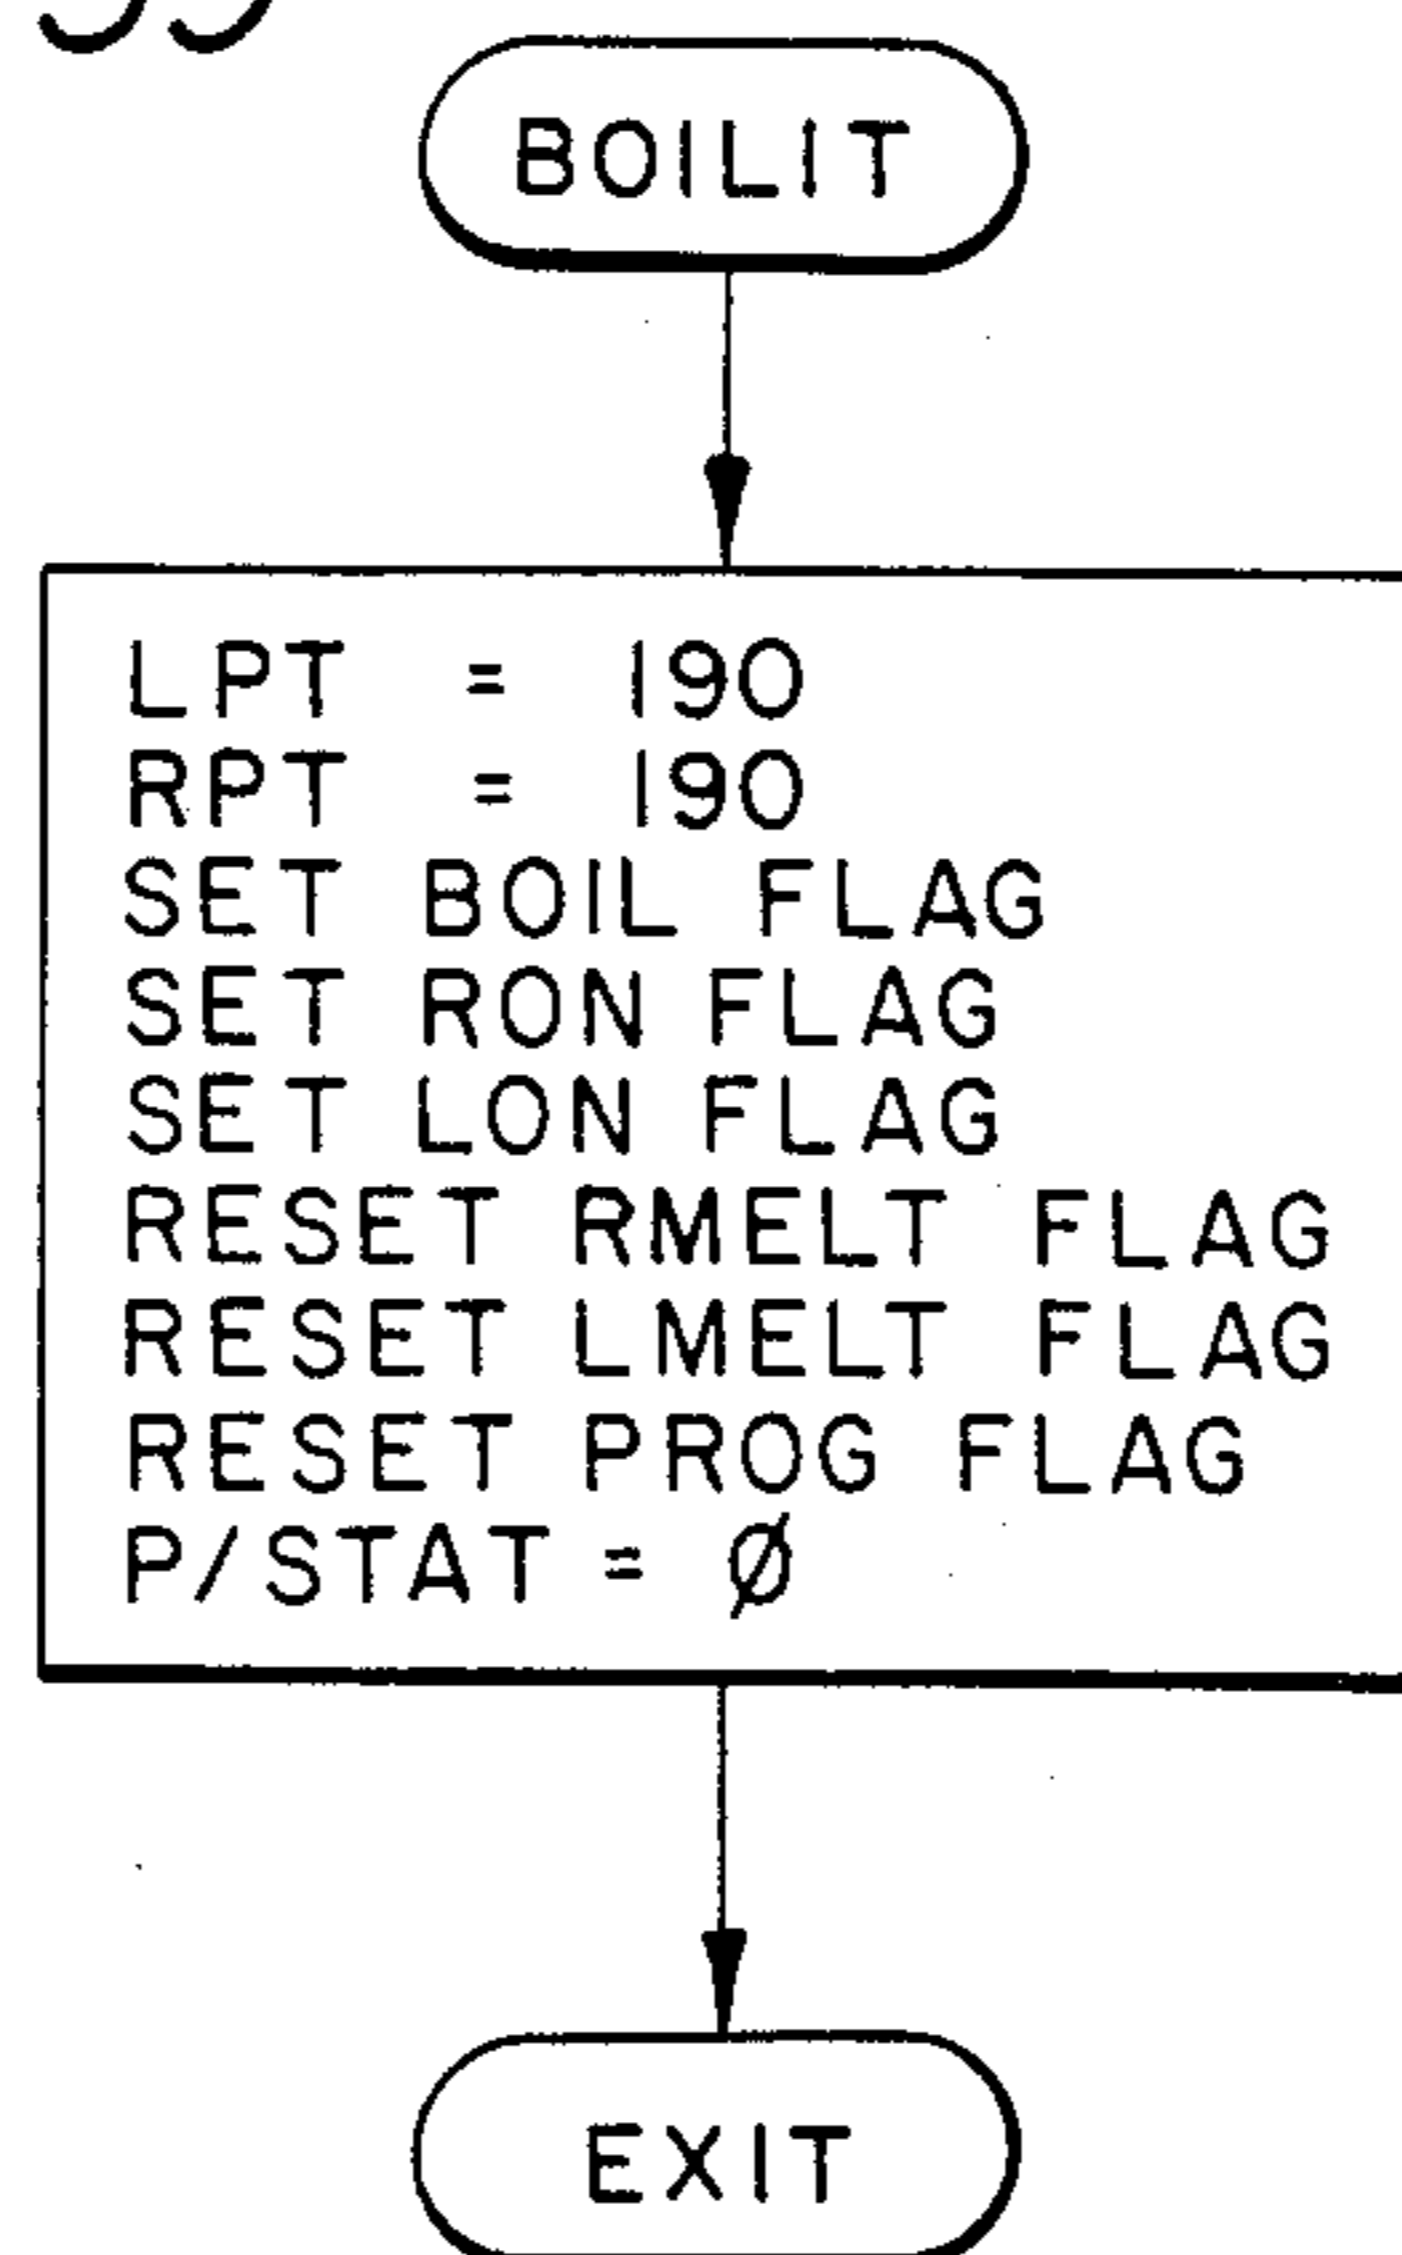 BOILIT
LPT = 190
RPT = 190
SET BOIL FLAG
SET RON FLAG
SET LON FLAG
RESET RMELT FLAG
RESET LMELT FLAG
RESET PROG FLAG
P/STAT = Ø
EXIT